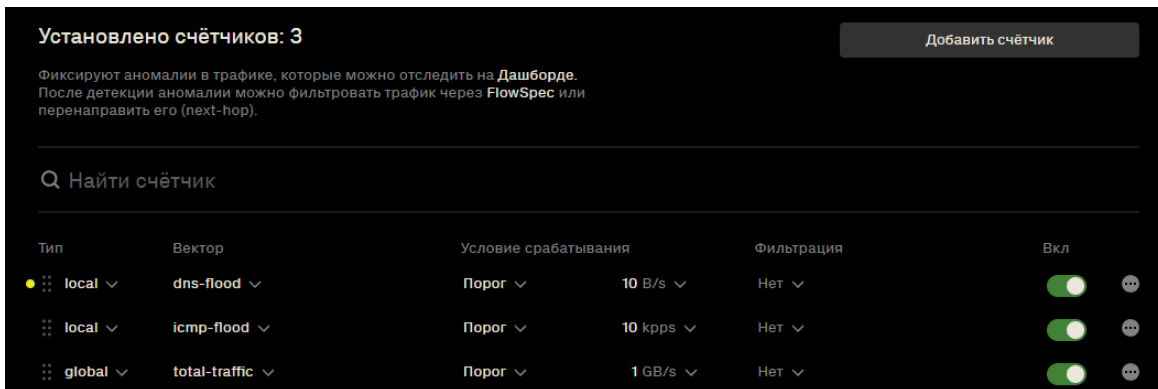 Установлено счётчиков: 3
Добавить счётчик
Фиксируют аномалии в трафике, которые можно отследить на Дашборде.
После детекции аномалии можно фильтровать трафик через FlowSpec или
перенаправить его (next-hop).
Найти счётчик
Тип Вектор Условие срабатывания Фильтрация Вкл
local dns-flood Порог 10 B/s Нет
local icmp-flood Порог 10 kpps Нет
global total-traffic Порог 1 GB/s Нет